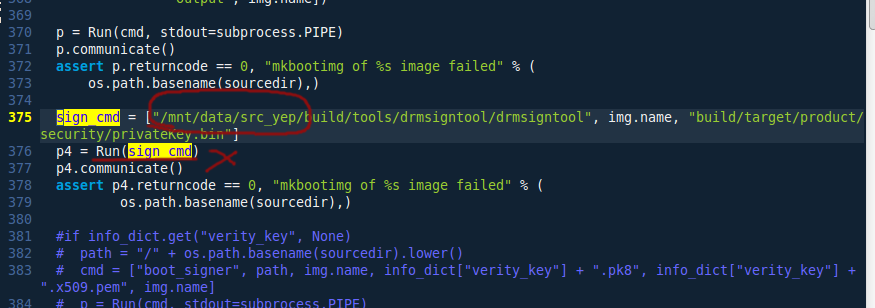 "output", img.name])
369
370 p = Run(cmd, stdout=subprocess.PIPE)
371 p.communicate()
372 assert p.returncode == 0, "mkbootimg of %s image failed" % (
373 os.path.basename(sourcedir),)
374
375 sign_cmd = ["/mnt/data/src_yep/build/tools/drmsigntool/drmsigntool", img.name, "build/target/product/
security/privatekey.bin"]
376 p4 = Run(sign_cmd)
377 p4.communicate()
378 assert p4.returncode == 0, "mkbootimg of %s image failed" % (
379 os.path.basename(sourcedir),)
380
381 #if info_dict.get("verity_key", None)
382 # path = "/" + os.path.basename(sourcedir).lower()
383 # cmd = ["boot_signer", path, img.name, info_dict["verity_key"] + ".pk8", info_dict["verity_key"] +
".x509.pem", img.name]
384 # p = Run(cmd, stdout=subprocess.PIPE)